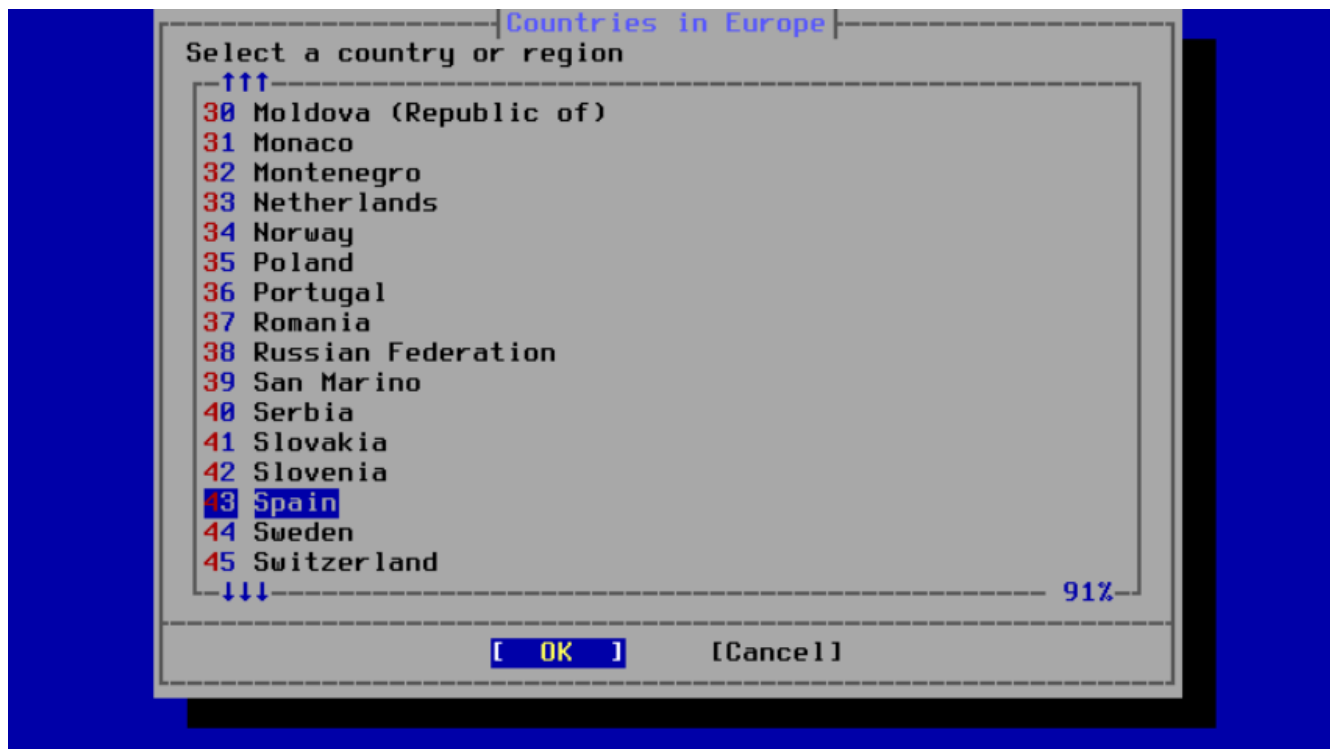 Countries in Europe
Select a country or region
↑↑↑
30 Moldova (Republic of)
31 Monaco
32 Montenegro
33 Netherlands
34 Norway
35 Poland
36 Portugal
37 Romania
38 Russian Federation
39 San Marino
40 Serbia
41 Slovakia
42 Slovenia
43 Spain
44 Sweden
45 Switzerland
↓↓↓ 91%
[ OK ] [Cancel]